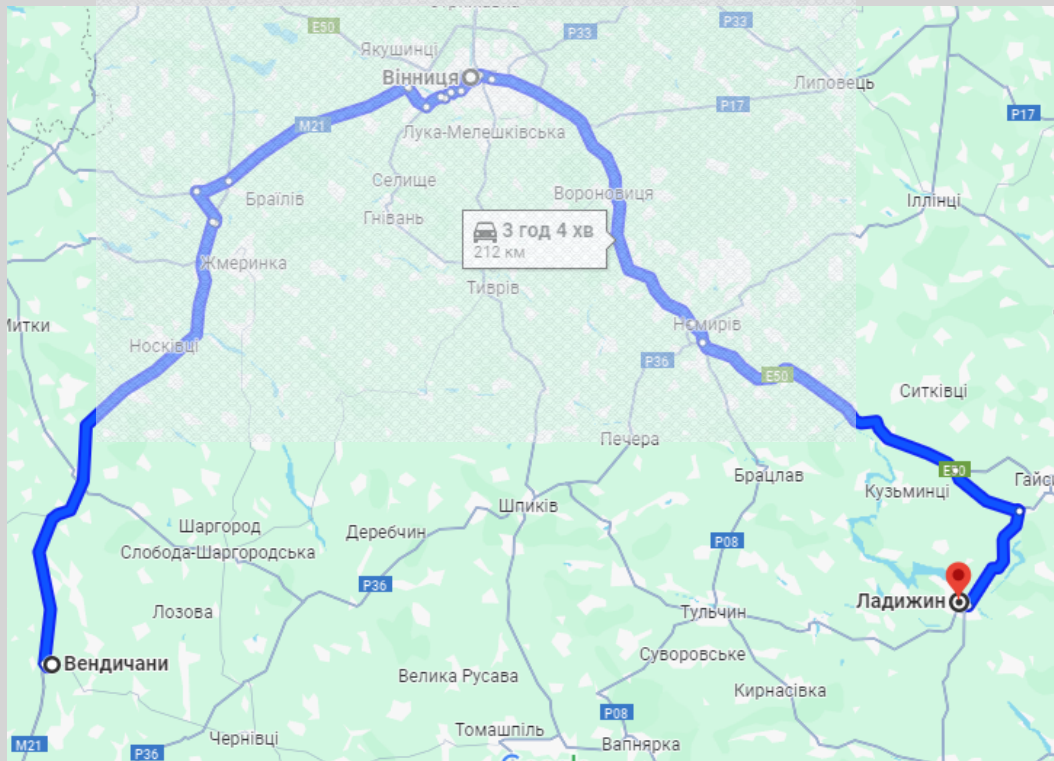 E50
Якушинці
P33
P33
Вінниця
Липовець
P17
P17
M21
Лука-Мелешківська
Селище
Браїлів
Вороновиця
Гнівань
Іллінці
3 год 4 хв
212 км
Жмеринка
Тиврів
Митки
Немирів
Носківці
P36
E50
Ситківці
Печера
E50
Брацлав
Кузьминці
Шпиків
Шаргород
Деребчин
Слобода-Шаргородська
P08
P36
Ладижин
Лозова
Тульчин
Вендичани
Суворовське
Велика Русава
Кирнасівка
P08
Томашпіль
Чернівці
M21
P36
Вапнярка